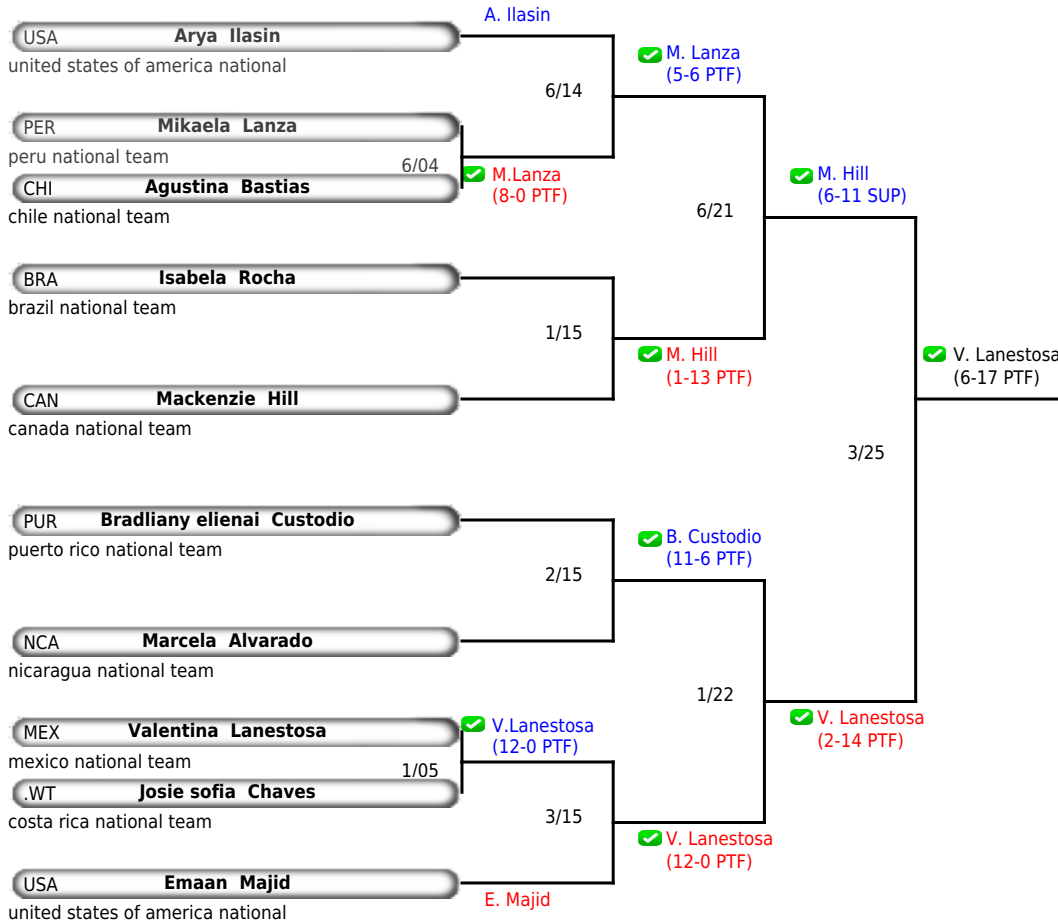 A. Ilasin
USA Arya Ilasin
united states of america national
M. Lanza
(5-6 PTF)
6/14
PER Mikaela Lanza
peru national team
6/04
M.Lanza
(8-0 PTF)
CHI Agustina Bastias
chile national team
M. Hill
(6-11 SUP)
6/21
BRA Isabela Rocha
brazil national team
1/15
M. Hill
(1-13 PTF)
CAN Mackenzie Hill
canada national team
V. Lanestosa
(6-17 PTF)
3/25
PUR Bradliany elienai Custodio
puerto rico national team
B. Custodio
(11-6 PTF)
2/15
NCA Marcela Alvarado
nicaragua national team
1/22
V. Lanestosa
(2-14 PTF)
MEX Valentina Lanestosa
mexico national team
V.Lanestosa
(12-0 PTF)
1/05
.WT Josie sofia Chaves
costa rica national team
3/15
V. Lanestosa
(12-0 PTF)
USA Emaan Majid
united states of america national
E. Majid